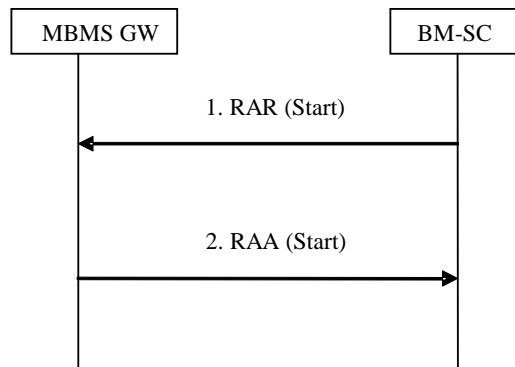 MBMS GW
BM-SC
1. RAR (Start)
2. RAA (Start)